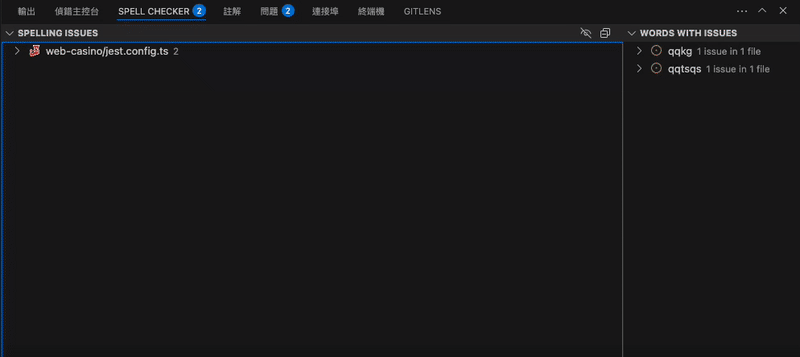 輸出 偵錯主控台 SPELL CHECKER 2 註解 問題 2 連接埠 終端機 GITLENS
SPELLING ISSUES
web-casino/jest.config.ts 2
WORDS WITH ISSUES
qqkg 1 issue in 1 file
qqtsqs 1 issue in 1 file